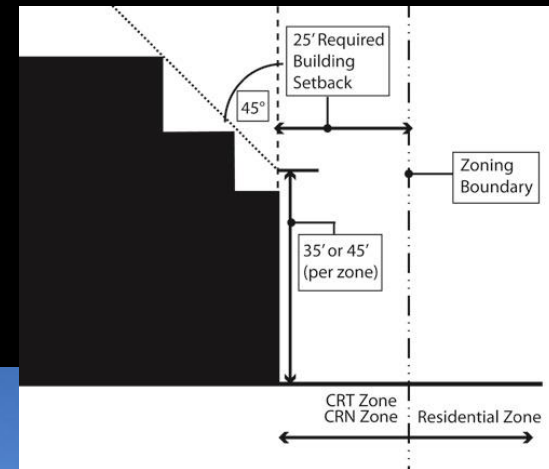 25' Required
Building
Setback
45°
Zoning
Boundary
35' or 45'
(per zone)
CRT Zone
CRN Zone
Residential Zone